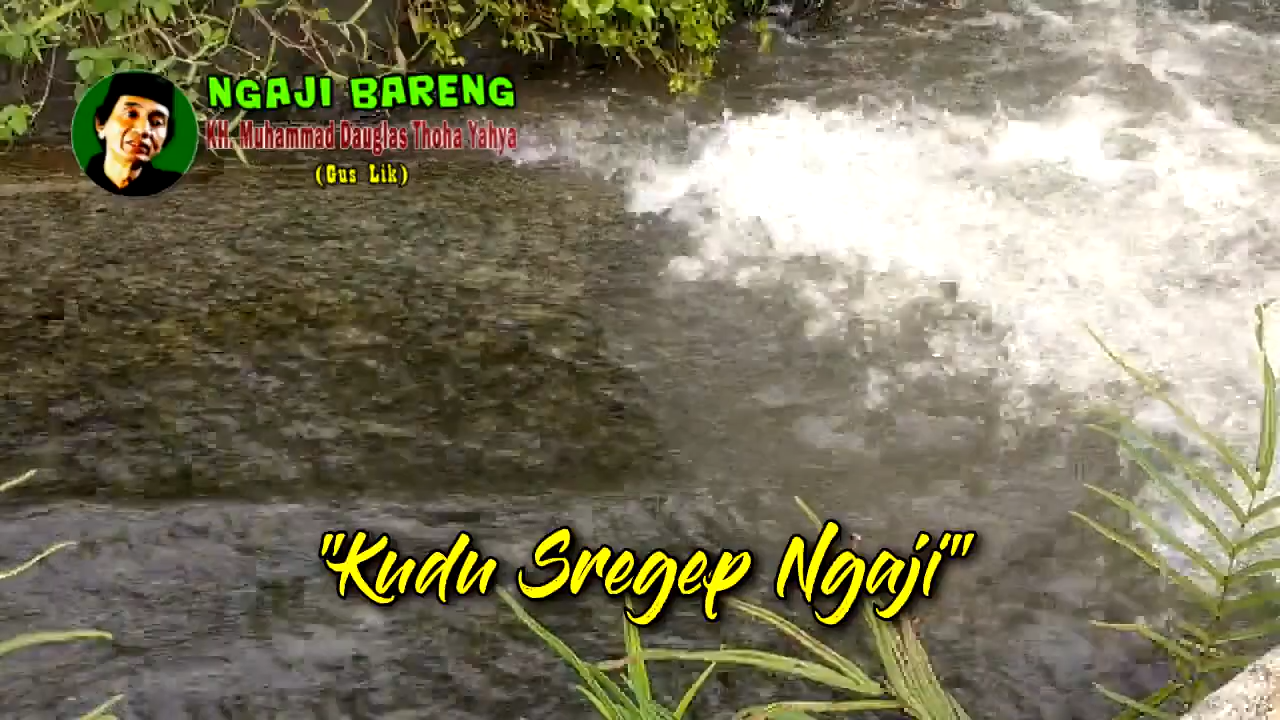 NGAJI BARENG
KH. Muhammad Dauglas Thoha Yahya
(Gus Lik)
"Kudu Sregep Ngaji"